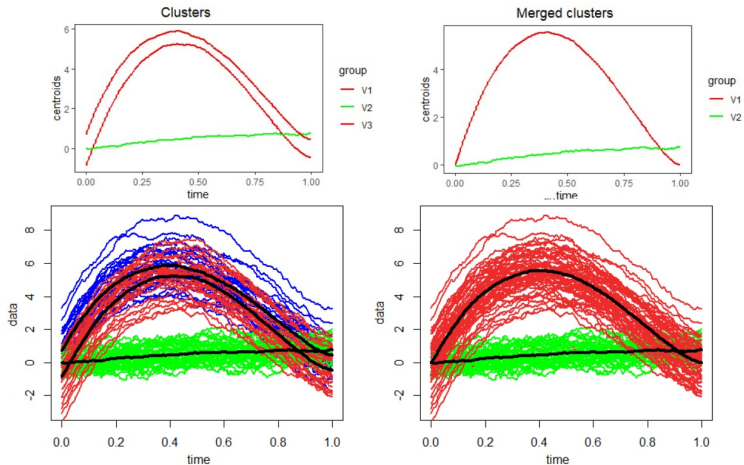 Clusters
Merged clusters
centroids
6
4
2
0
0.00
0.25
0.50
0.75
1.00
time
group
V1
V2
V3
centroids
4
2
0
0.00
0.25
0.50
0.75
1.00
time
group
V1
V2
data
8
6
4
2
0
-2
0.0
0.2
0.4
0.6
0.8
1.0
time
data
8
6
4
2
0
-2
0.0
0.2
0.4
0.6
0.8
1.0
time